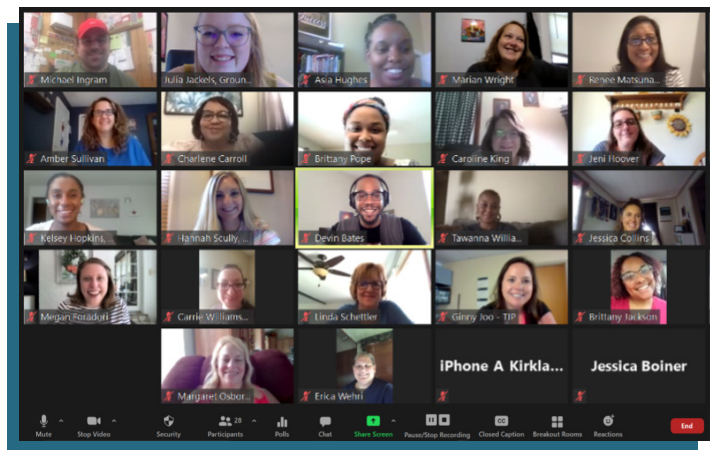 Michael Ingram
Julia Jackels, Groun...
Asia Hughes
Marian Wright
Renee Matsuna...
Amber Sullivan
Charlene Carroll
Brittany Pope
Caroline King
Jeni Hoover
Kelsey Hopkins, ...
Hannah Scully, ...
Devin Bates
Tawanna Willia...
Jessica Collins
Megan Foradori
Carrie Williams...
Linda Schettler
Ginny Joo - TIP
Brittany Jackson
Margaret Osbor...
Erica Wehri
iPhone A Kirkla...
Jessica Boiner
Mute
Stop Video
Security
28
Participants
Polls
Chat
Share Screen
Pause/Stop Recording
CC
Closed Caption
Breakout Rooms
Reactions
End